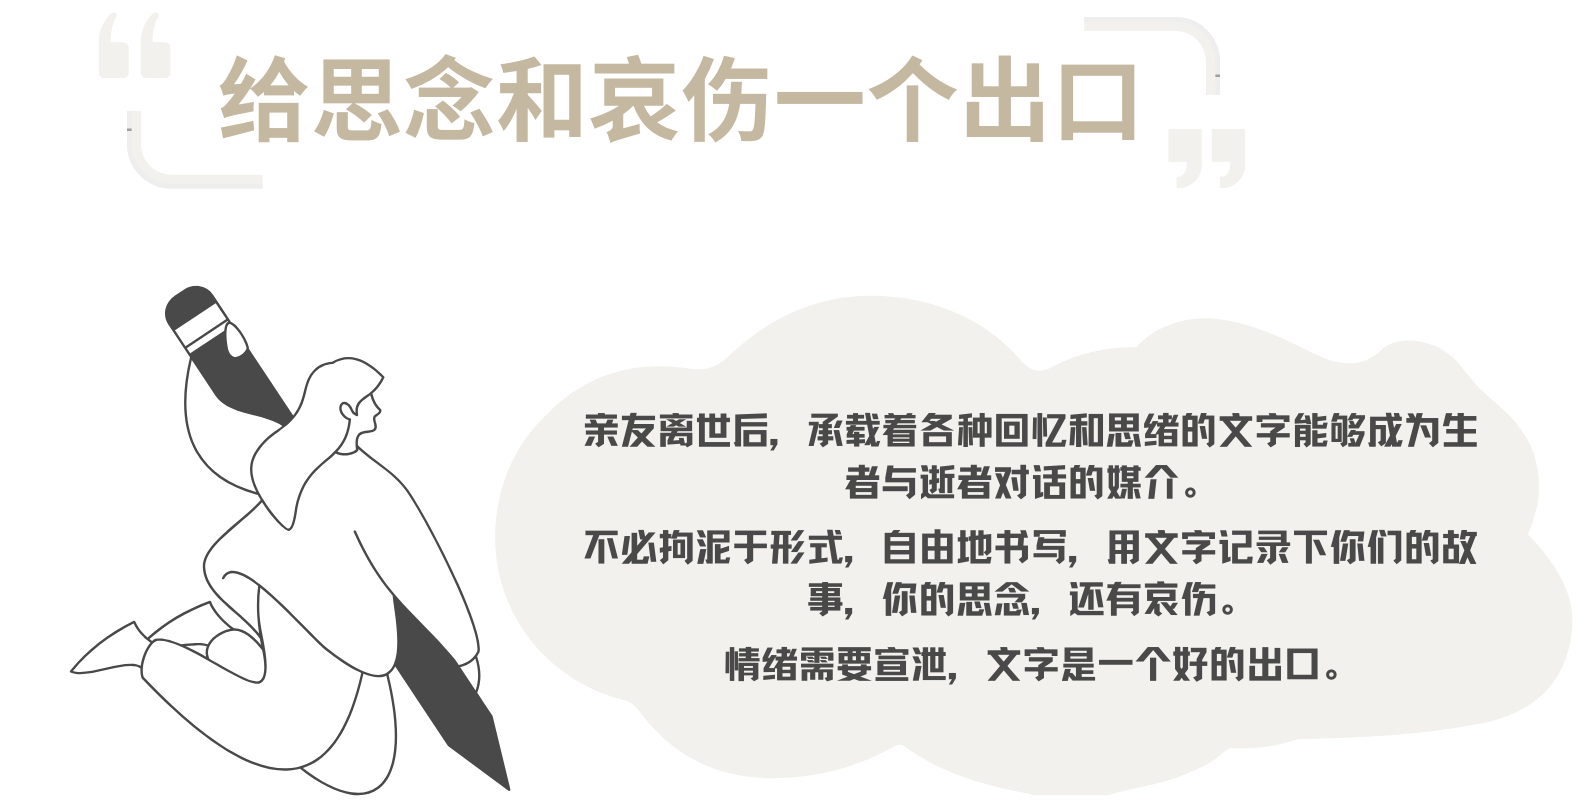 给思念和哀伤一个出口
亲友离世后，承载着各种回忆和思绪的文字能够成为生
者与逝者对话的媒介。
不必拘泥于形式，自由地书写，用文字记录下你们的故
事，你的思念，还有哀伤。
情绪需要宣泄，文字是一个好的出口。